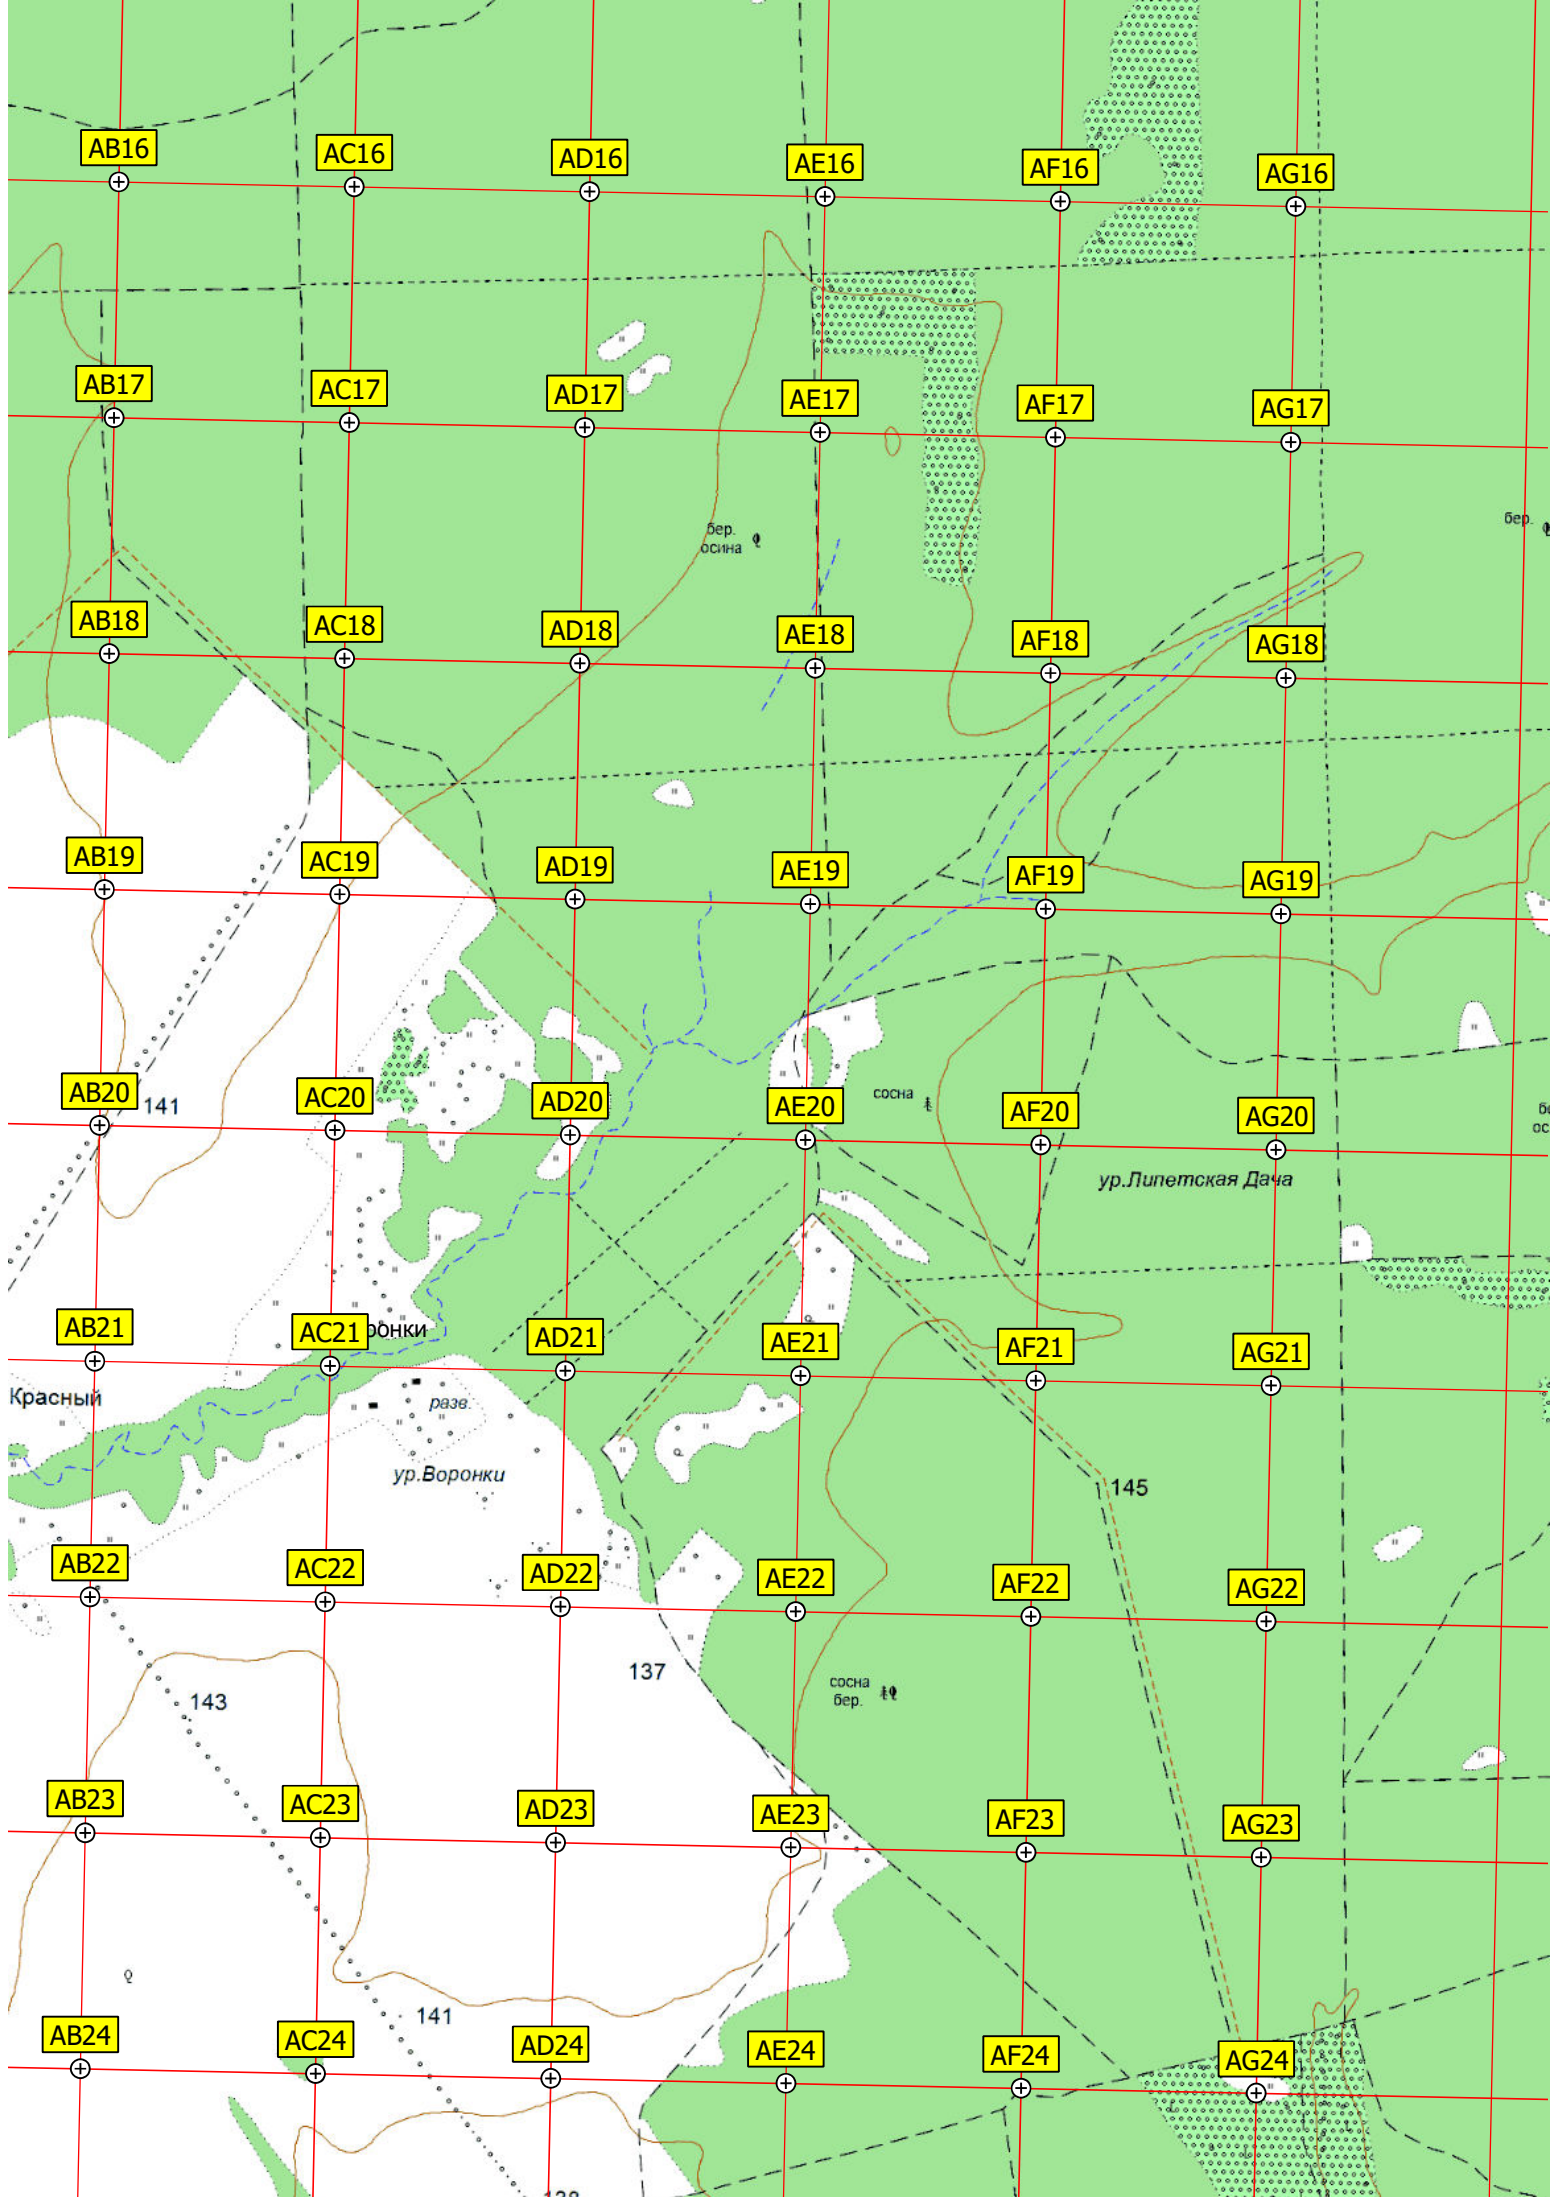 AB16 AC16 AD16 AE16 AF16 AG16
AB17 AC17 AD17 AE17 AF17 AG17
бер.
осина
бер.
AB18 AC18 AD18 AE18 AF18 AG18
AB19 AC19 AD19 AE19 AF19 AG19
AB20 AC20 AD20 AE20 AF20 AG20
141
сосна
ур.Липетская Дача
AB21 AC21 AD21 AE21 AF21 AG21
ронки
Красный
разв.
ур.Воронки
145
AB22 AC22 AD22 AE22 AF22 AG22
137
143
сосна
бер.
AB23 AC23 AD23 AE23 AF23 AG23
141
AB24 AC24 AD24 AE24 AF24 AG24